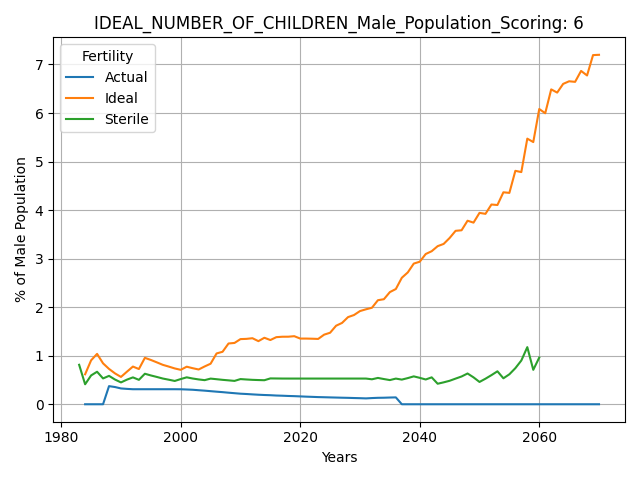 IDEAL_NUMBER_OF_CHILDREN_Male_Population_Scoring: 6
Fertility
Actual
Ideal
Sterile
% of Male Population
7
6
5
4
3
2
1
0
1980 2000 2020 2040 2060
Years